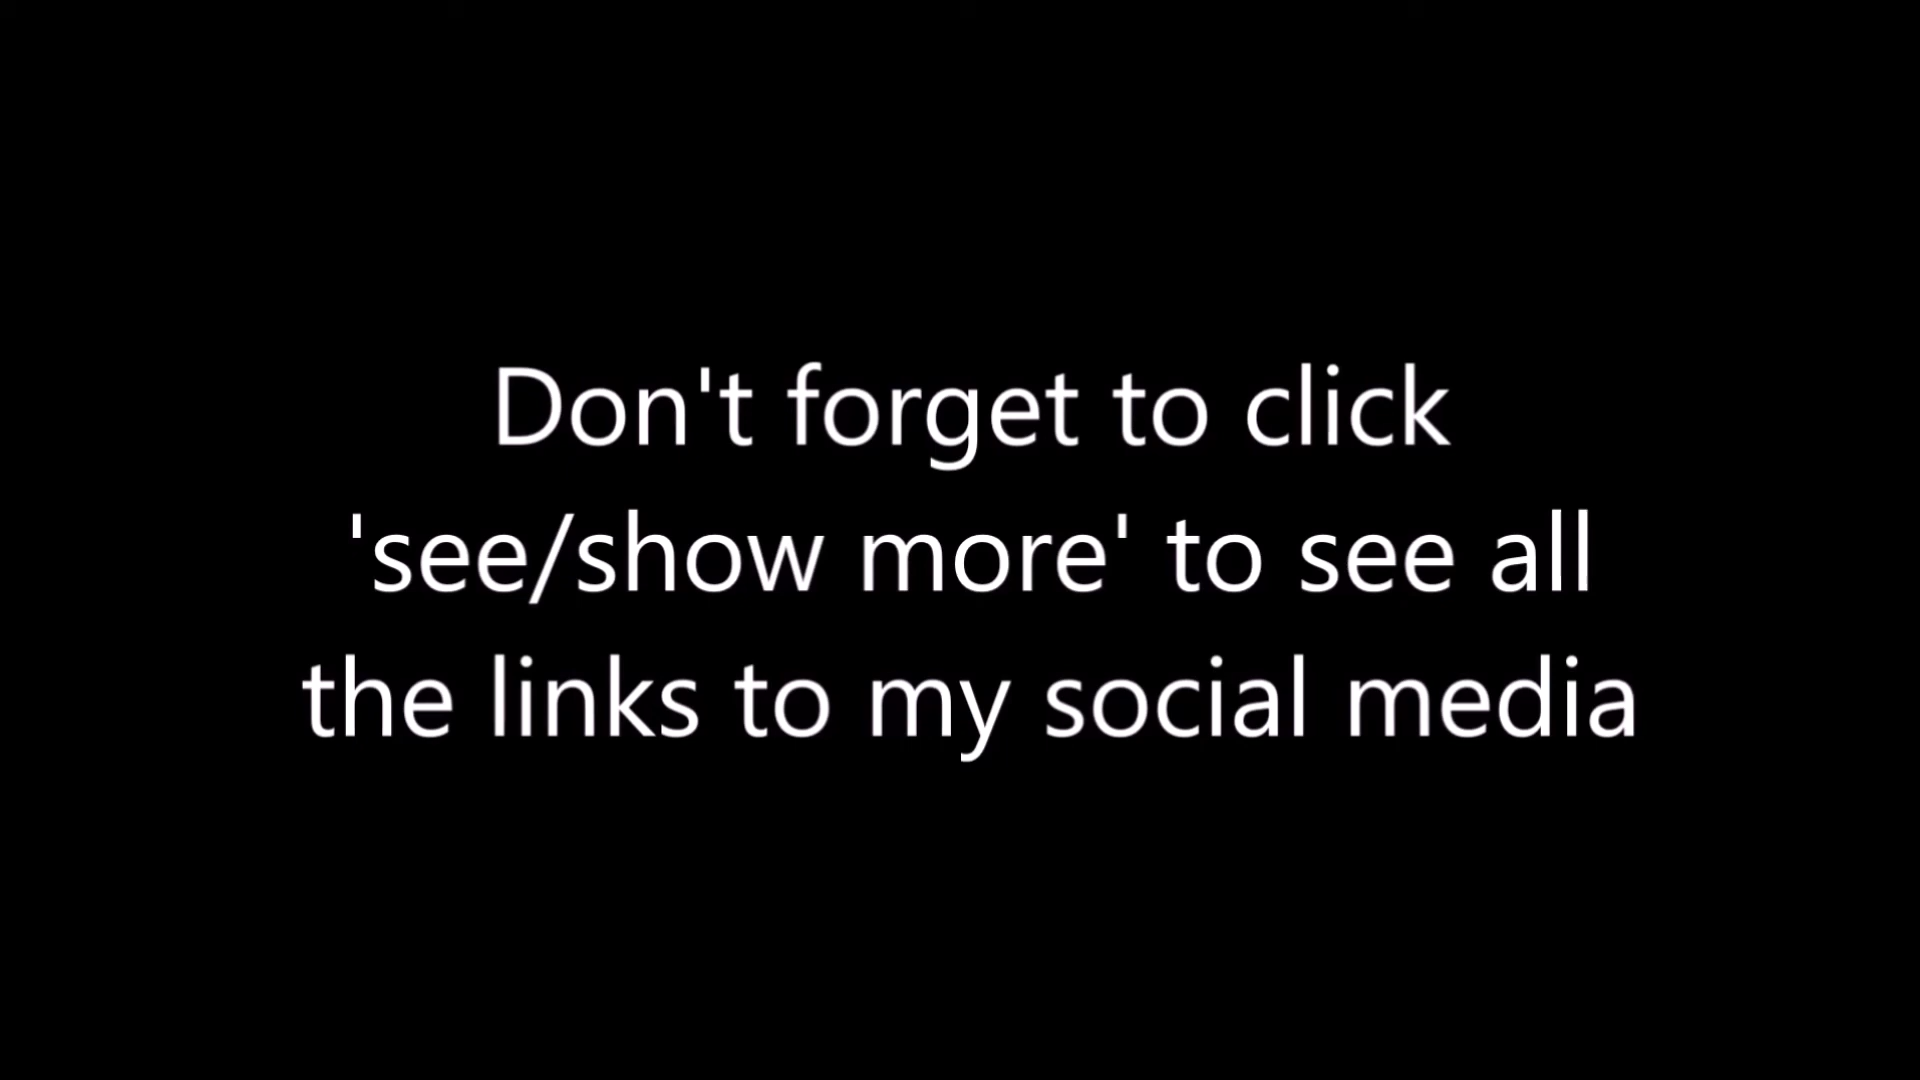 Don't forget to click
'see/show more' to see all
the links to my social media